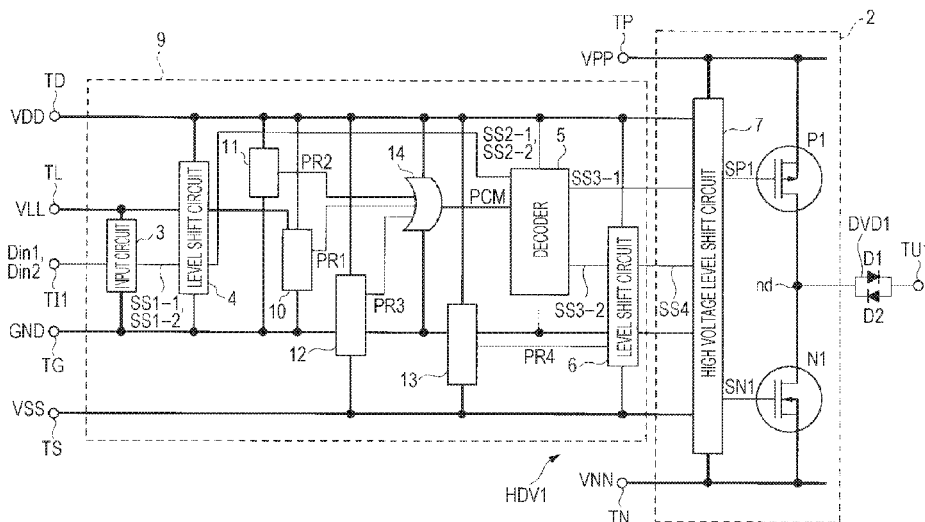 9
2
TD
VDD
TP
VPP
TL
VLL
Din1,
Din2
TI1
GND
TG
VSS
TS
INPUT CIRCUIT
3
SS1-1,
SS1-2
LEVEL SHIFT CIRCUIT
4
11
PR2
PR1
10
PR3
12
14
PCM
13
PR4
SS2-1,
SS2-2
5
DECODER
SS3-1
SS3-2
LEVEL SHIFT CIRCUIT
6
SS4
HIGH VOLTAGE LEVEL SHIFT CIRCUIT
7
SP1
P1
nd
SN1
N1
DVD1
D1
D2
TU1
VNN
TN
HDV1